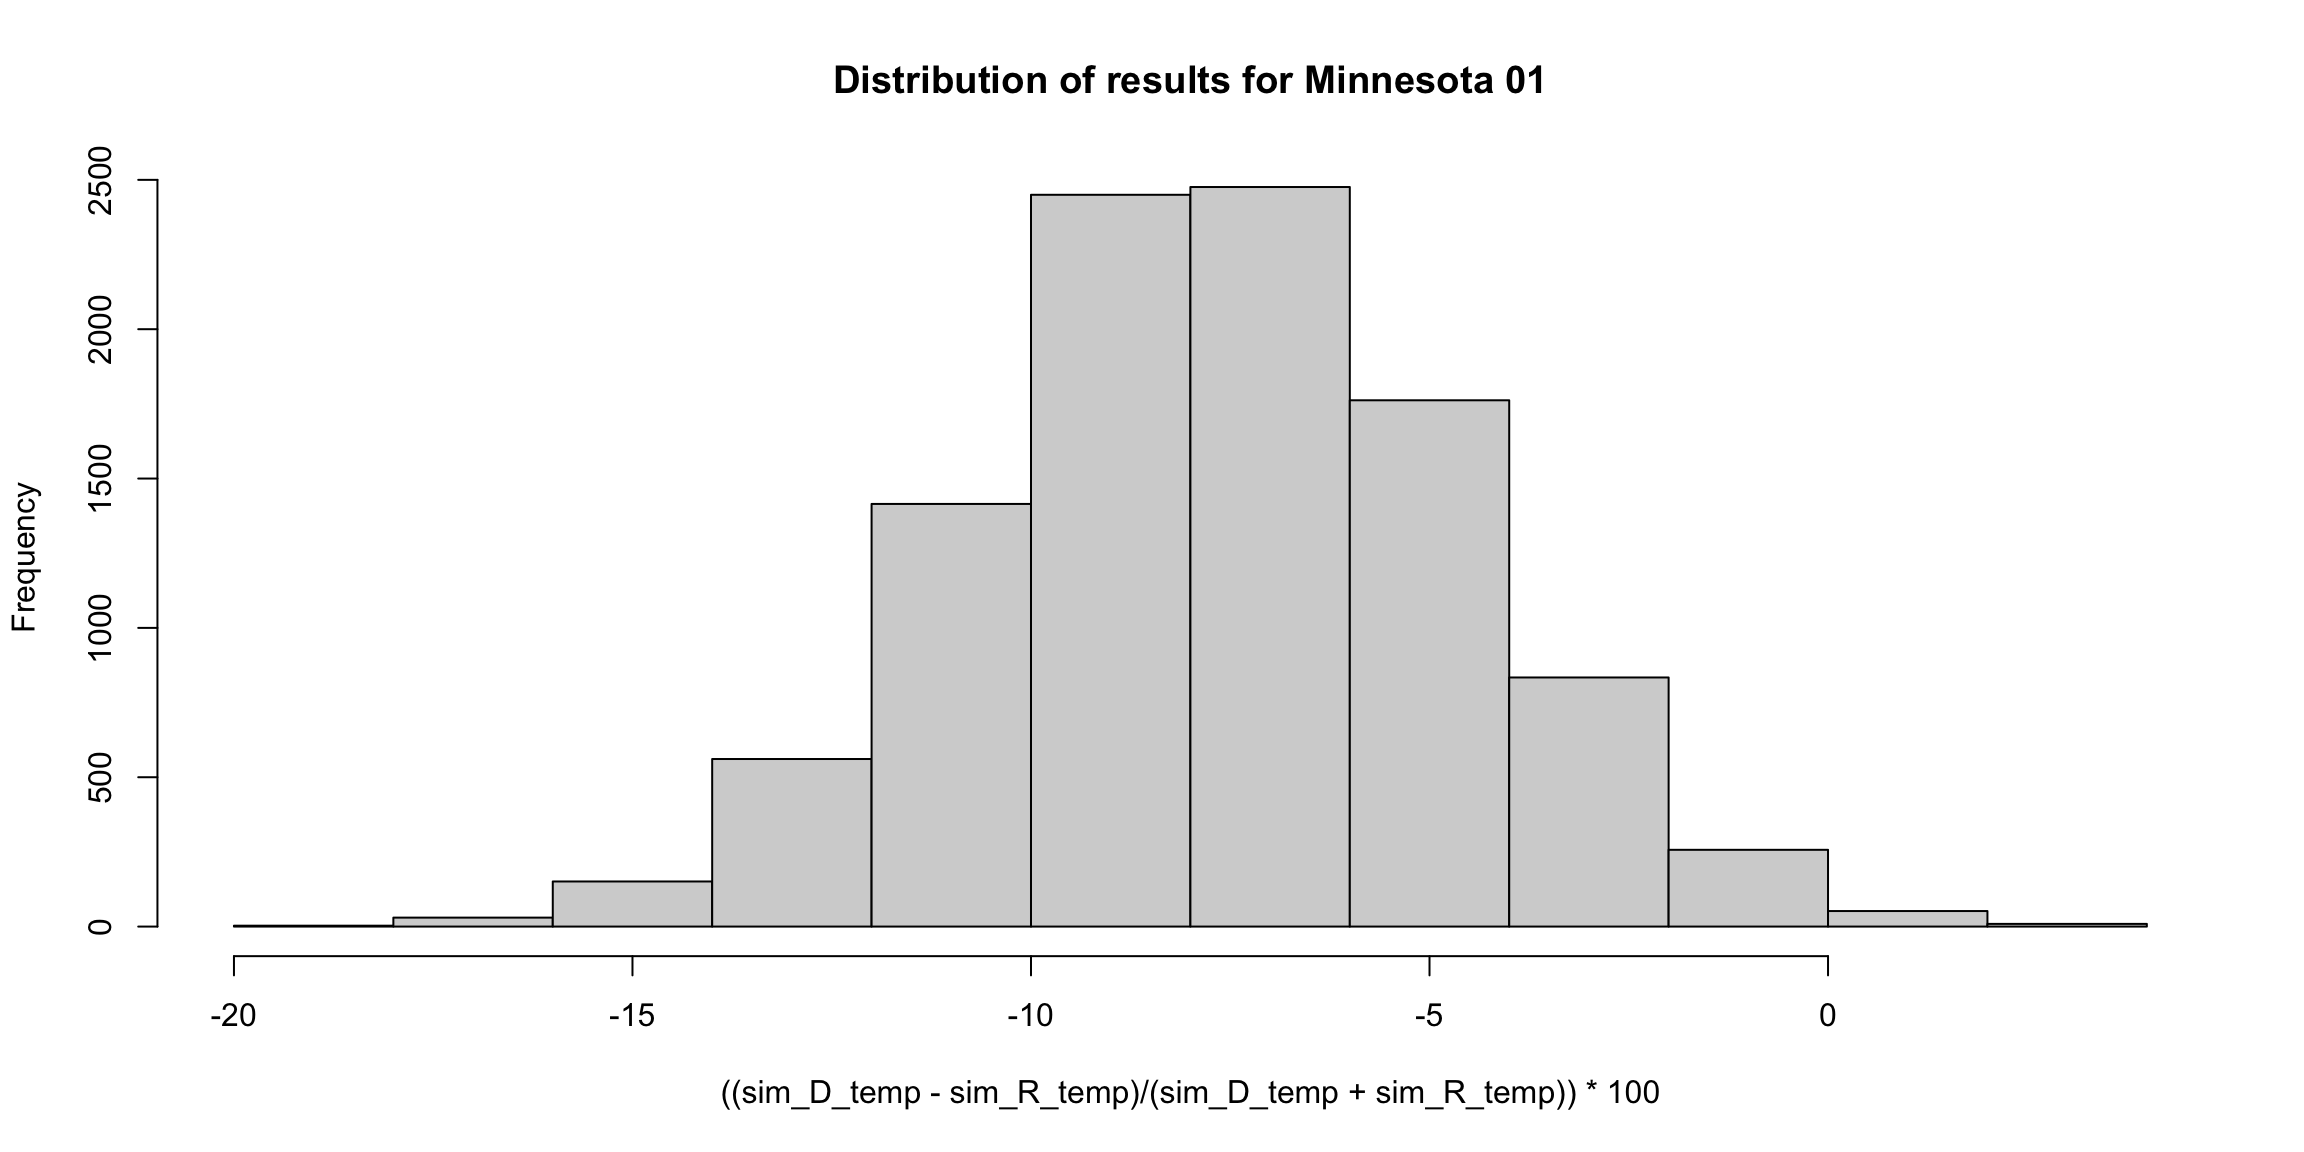 Distribution of results for Minnesota 01
Frequency
2500
2000
1500
1000
500
0
-20 -15 -10 -5 0
((sim_D_temp - sim_R_temp)/(sim_D_temp + sim_R_temp)) * 100